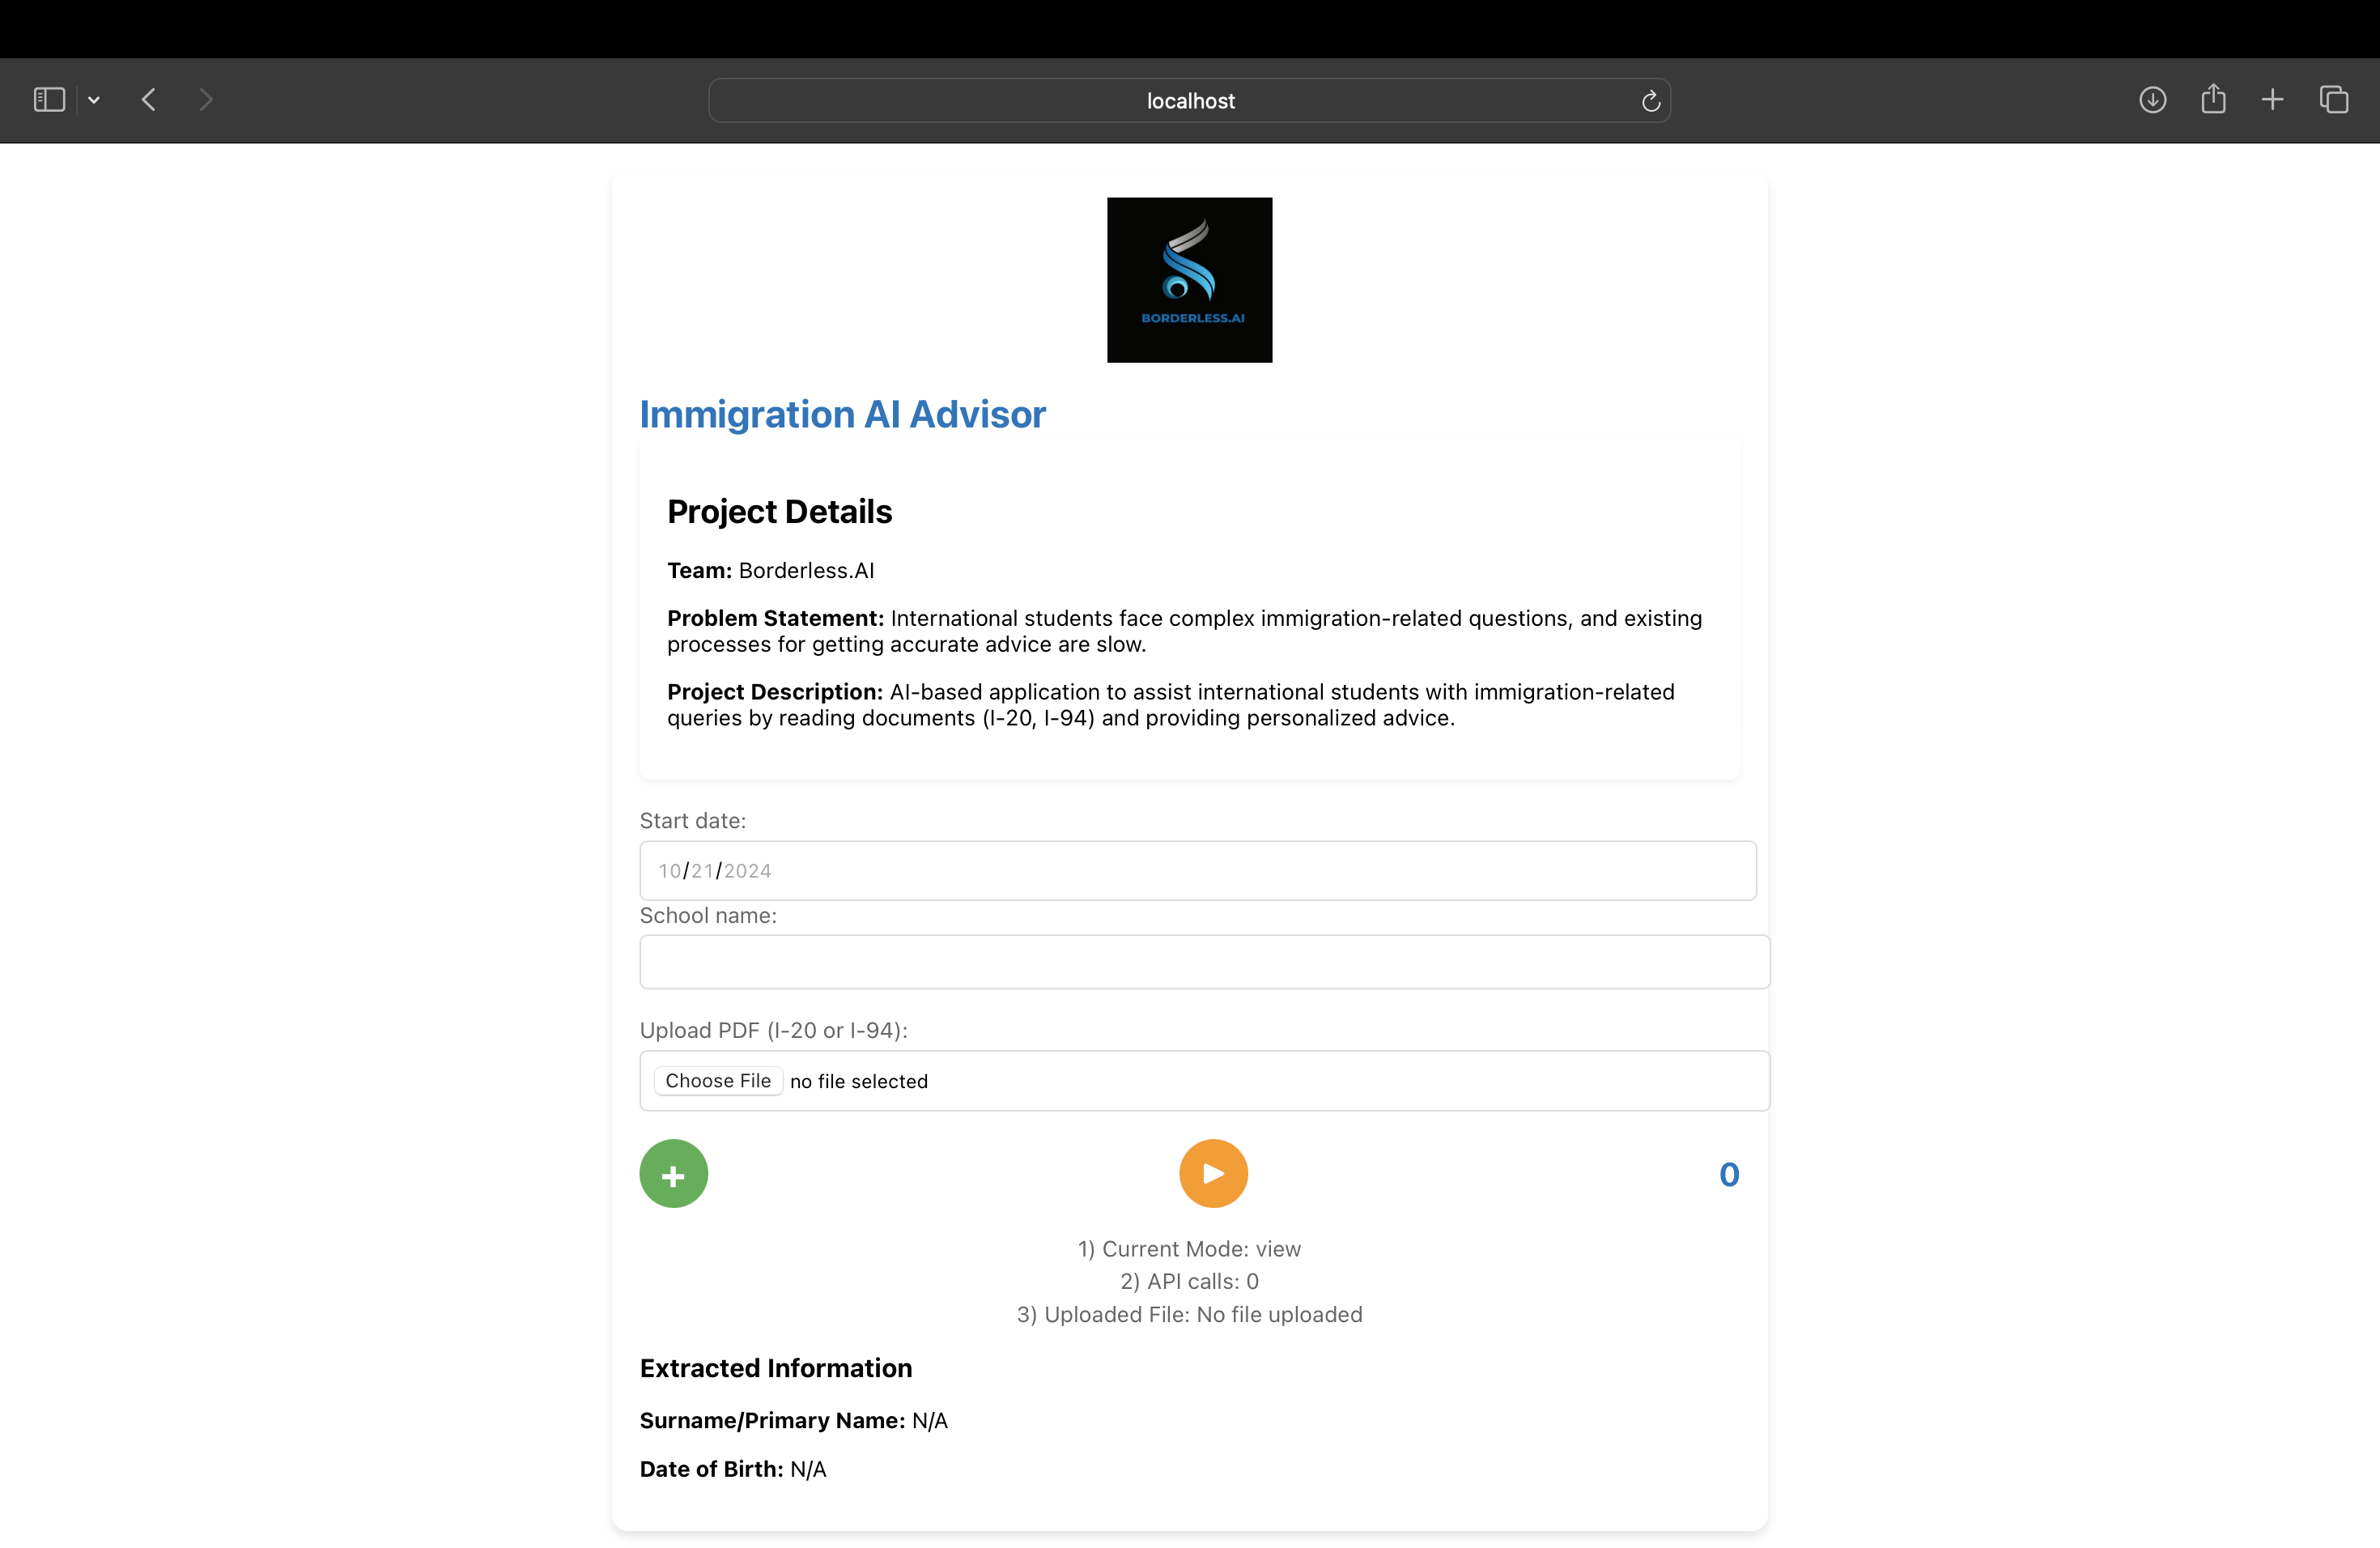 localhost
BORDERLESS.AI
Immigration AI Advisor
Project Details
Team: Borderless.AI
Problem Statement: International students face complex immigration-related questions, and existing
processes for getting accurate advice are slow.
Project Description: AI-based application to assist international students with immigration-related
queries by reading documents (I-20, I-94) and providing personalized advice.
Start date:
10/21/2024
School name:
Upload PDF (I-20 or I-94):
Choose File no file selected
+ 0
1) Current Mode: view
2) API calls: 0
3) Uploaded File: No file uploaded
Extracted Information
Surname/Primary Name: N/A
Date of Birth: N/A